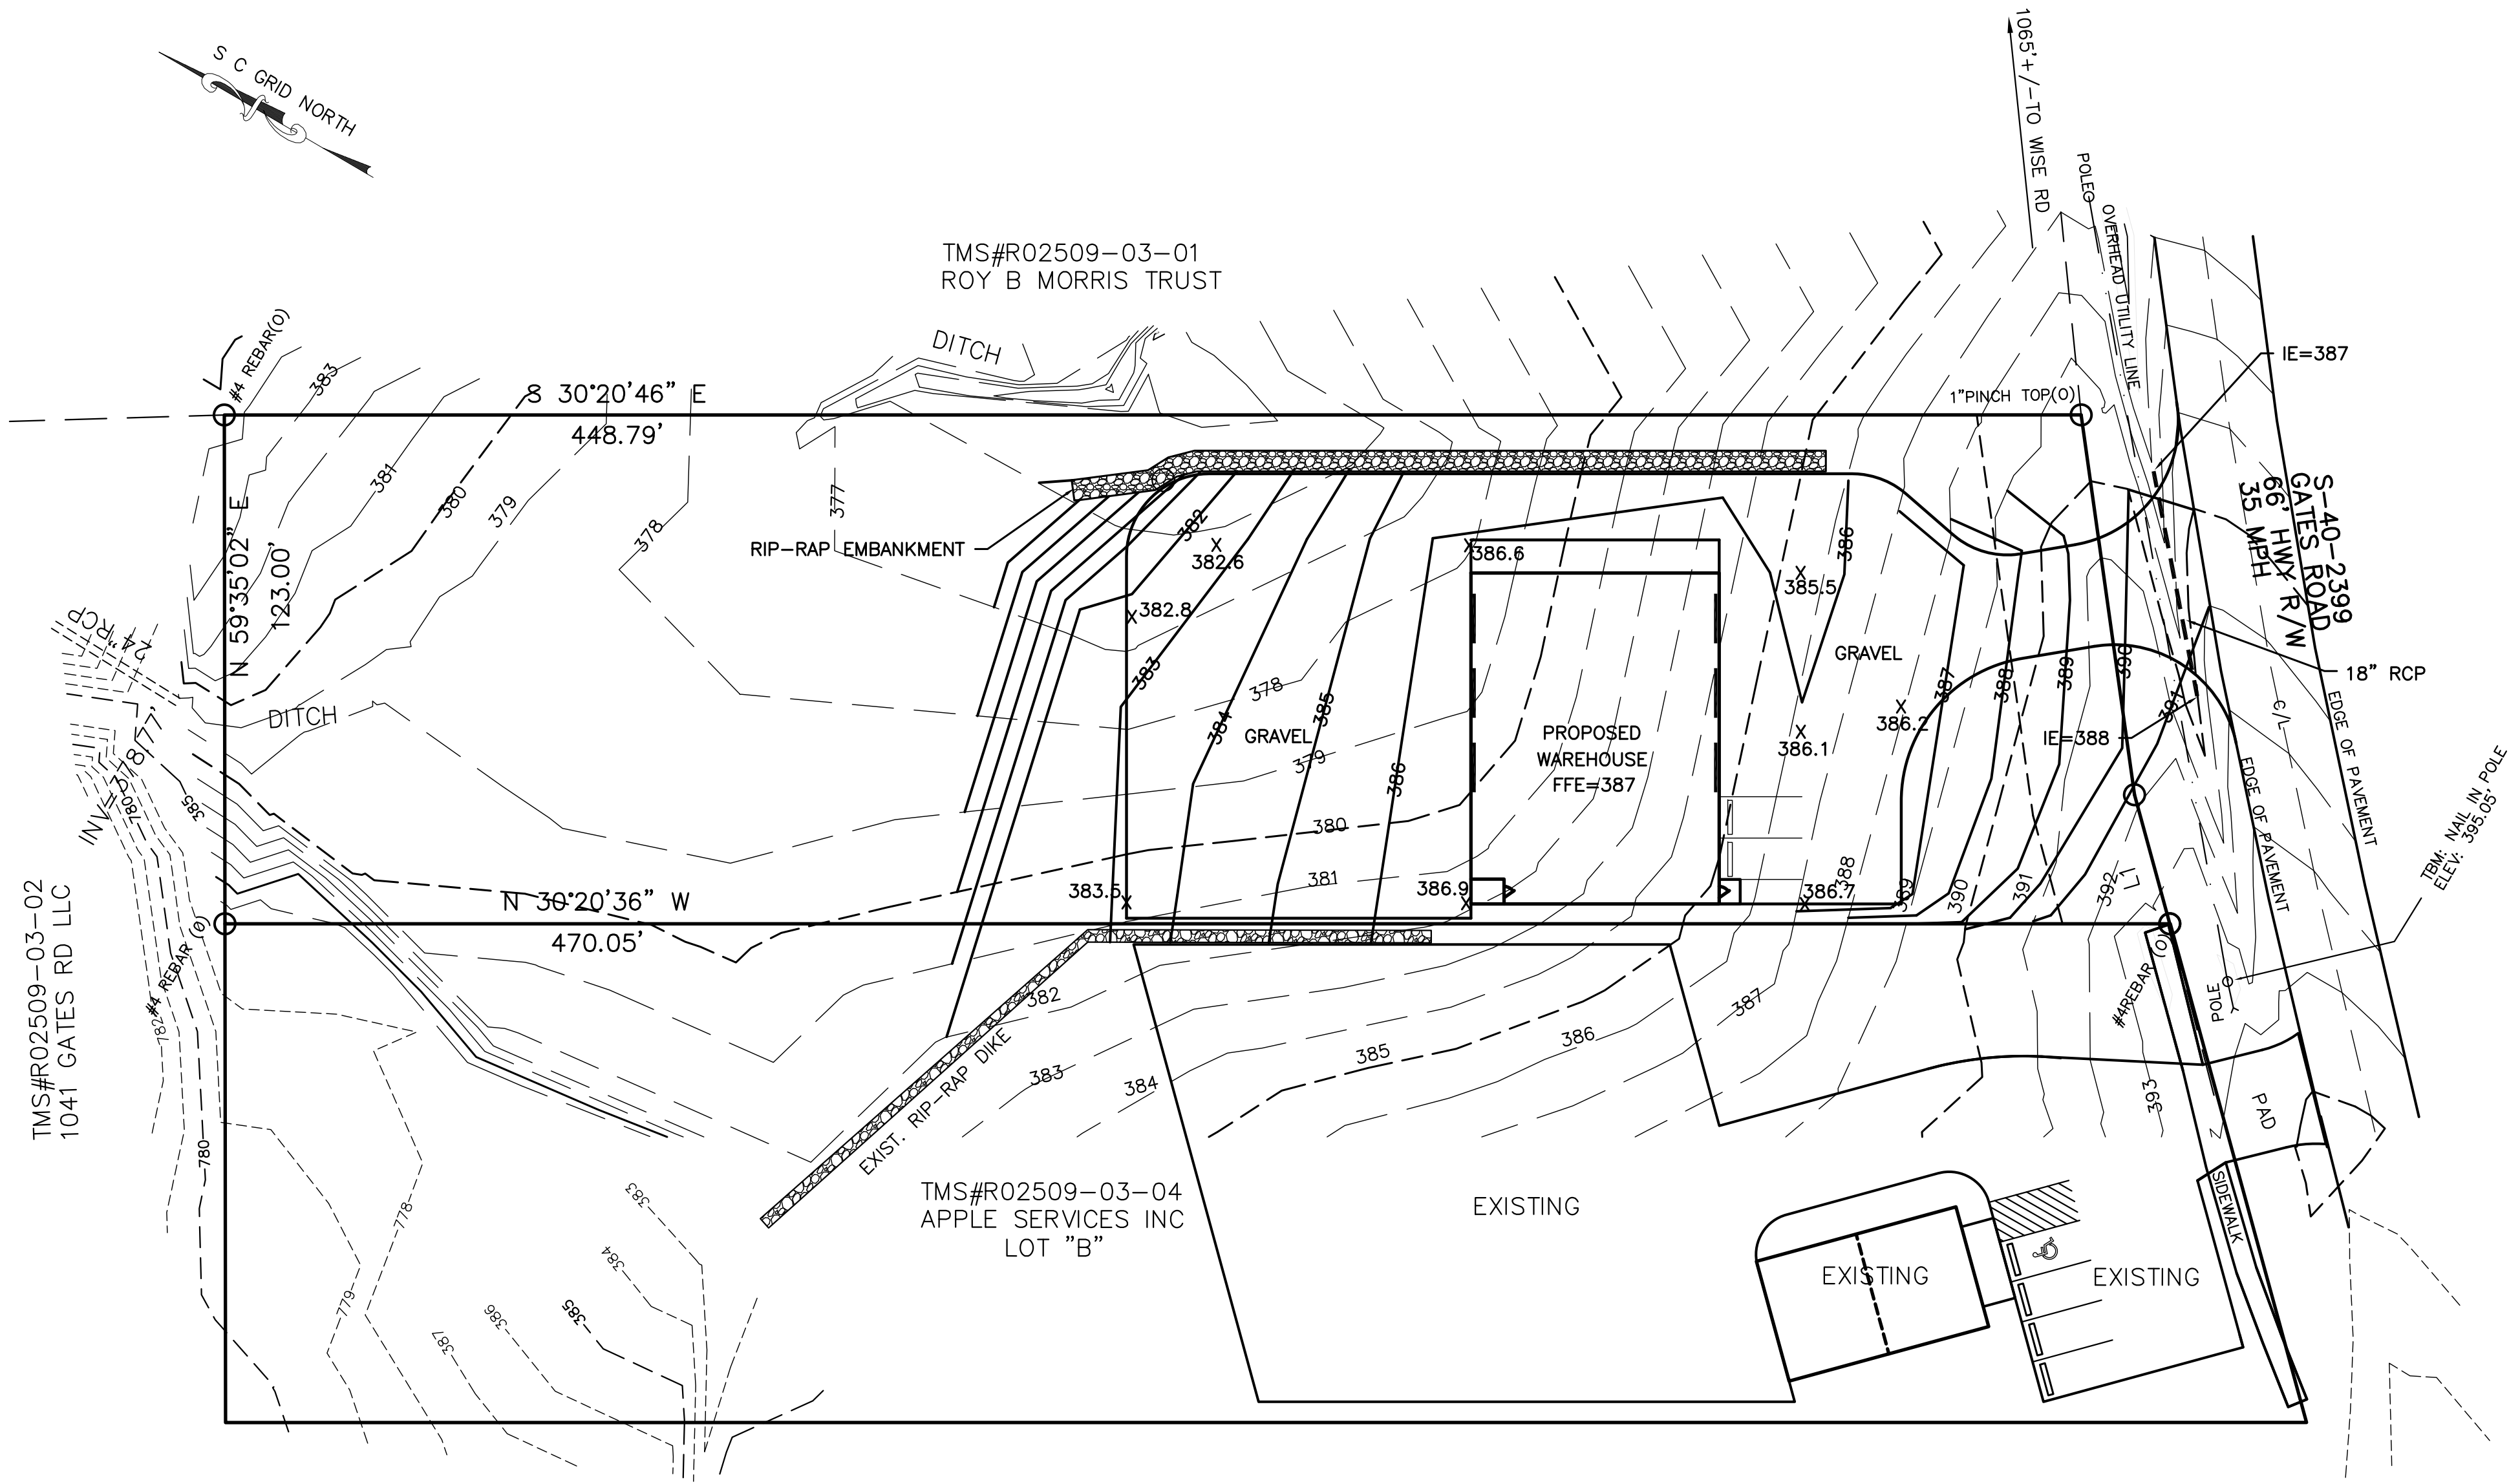 S C GRID NORTH
1065'+/-TO WISE RD
POLE
OVERHEAD UTILITY LINE
TMS#R02509-03-01
ROY B MORRIS TRUST
DITCH
#4 REBAR(O)
383
S 30°20'46" E
448.79'
1"PINCH TOP(O)
IE=387
381
380
379
378
377
N 59°35'02" E
123.00'
RIP-RAP EMBANKMENT
382
382.6
382.8
383
384
385
386
386.6
385.5
386
GRAVEL
386.2
386.1
387
388
389
390
391
S-40-2399
GATES ROAD
66' HWY R/W
35 MPH
18" RCP
IE=388
C/L
EDGE OF PAVEMENT
EDGE OF PAVEMENT
TBM: NAIL IN POLE
ELEV: 395.05'
24" RCP
DITCH
INV=378.77'
780
385
378
GRAVEL
379
380
381
PROPOSED
WAREHOUSE
FFE=387
383.5
386.9
386.7
388
389
390
391
392
L1
N 30°20'36" W
470.05'
#4 REBAR (O)
#4REBAR (O)
POLE
TMS#R02509-03-02
1041 GATES RD LLC
782
780
382
383
384
385
386
387
393
EXIST. RIP-RAP DIKE
PAD
SIDEWALK
TMS#R02509-03-04
APPLE SERVICES INC
LOT "B"
EXISTING
EXISTING
EXISTING
778
779
383
384
385
386
387